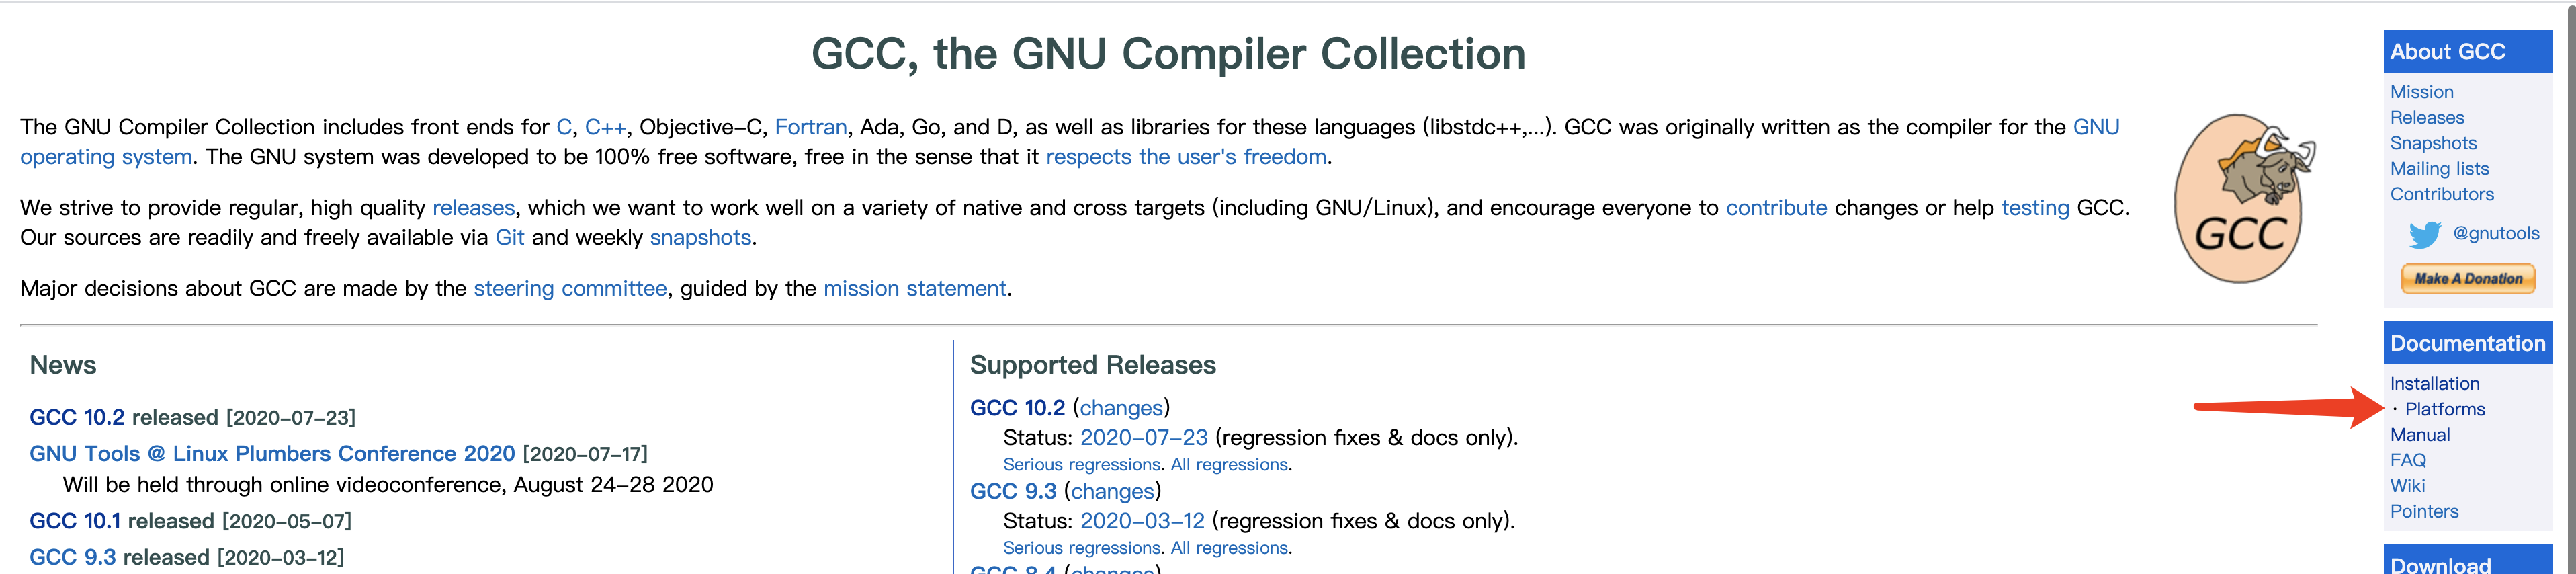 GCC, the GNU Compiler Collection
The GNU Compiler Collection includes front ends for C, C++, Objective-C, Fortran, Ada, Go, and D, as well as libraries for these languages (libstdc++,...). GCC was originally written as the compiler for the GNU
operating system. The GNU system was developed to be 100% free software, free in the sense that it respects the user's freedom.
We strive to provide regular, high quality releases, which we want to work well on a variety of native and cross targets (including GNU/Linux), and encourage everyone to contribute changes or help testing GCC.
Our sources are readily and freely available via Git and weekly snapshots.
Major decisions about GCC are made by the steering committee, guided by the mission statement.
GCC
News
GCC 10.2 released [2020-07-23]
GNU Tools @ Linux Plumbers Conference 2020 [2020-07-17]
Will be held through online videoconference, August 24-28 2020
GCC 10.1 released [2020-05-07]
GCC 9.3 released [2020-03-12]
Supported Releases
GCC 10.2 (changes)
Status: 2020-07-23 (regression fixes & docs only).
Serious regressions. All regressions.
GCC 9.3 (changes)
Status: 2020-03-12 (regression fixes & docs only).
Serious regressions. All regressions.
GCC 8.4 (changes)
About GCC
Mission
Releases
Snapshots
Mailing lists
Contributors
@gnutools
Make A Donation
Documentation
Installation
· Platforms
Manual
FAQ
Wiki
Pointers
Download